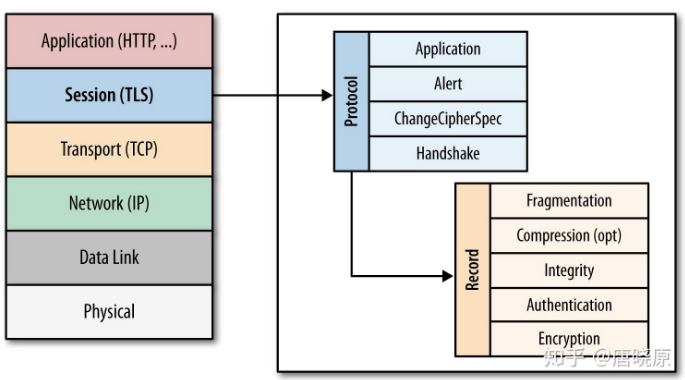 Application (HTTP, ...)
Session (TLS)
Transport (TCP)
Network (IP)
Data Link
Physical
Protocol
Application
Alert
ChangeCipherSpec
Handshake
Record
Fragmentation
Compression (opt)
Integrity
Authentication
Encryption
知乎 @唐晓原